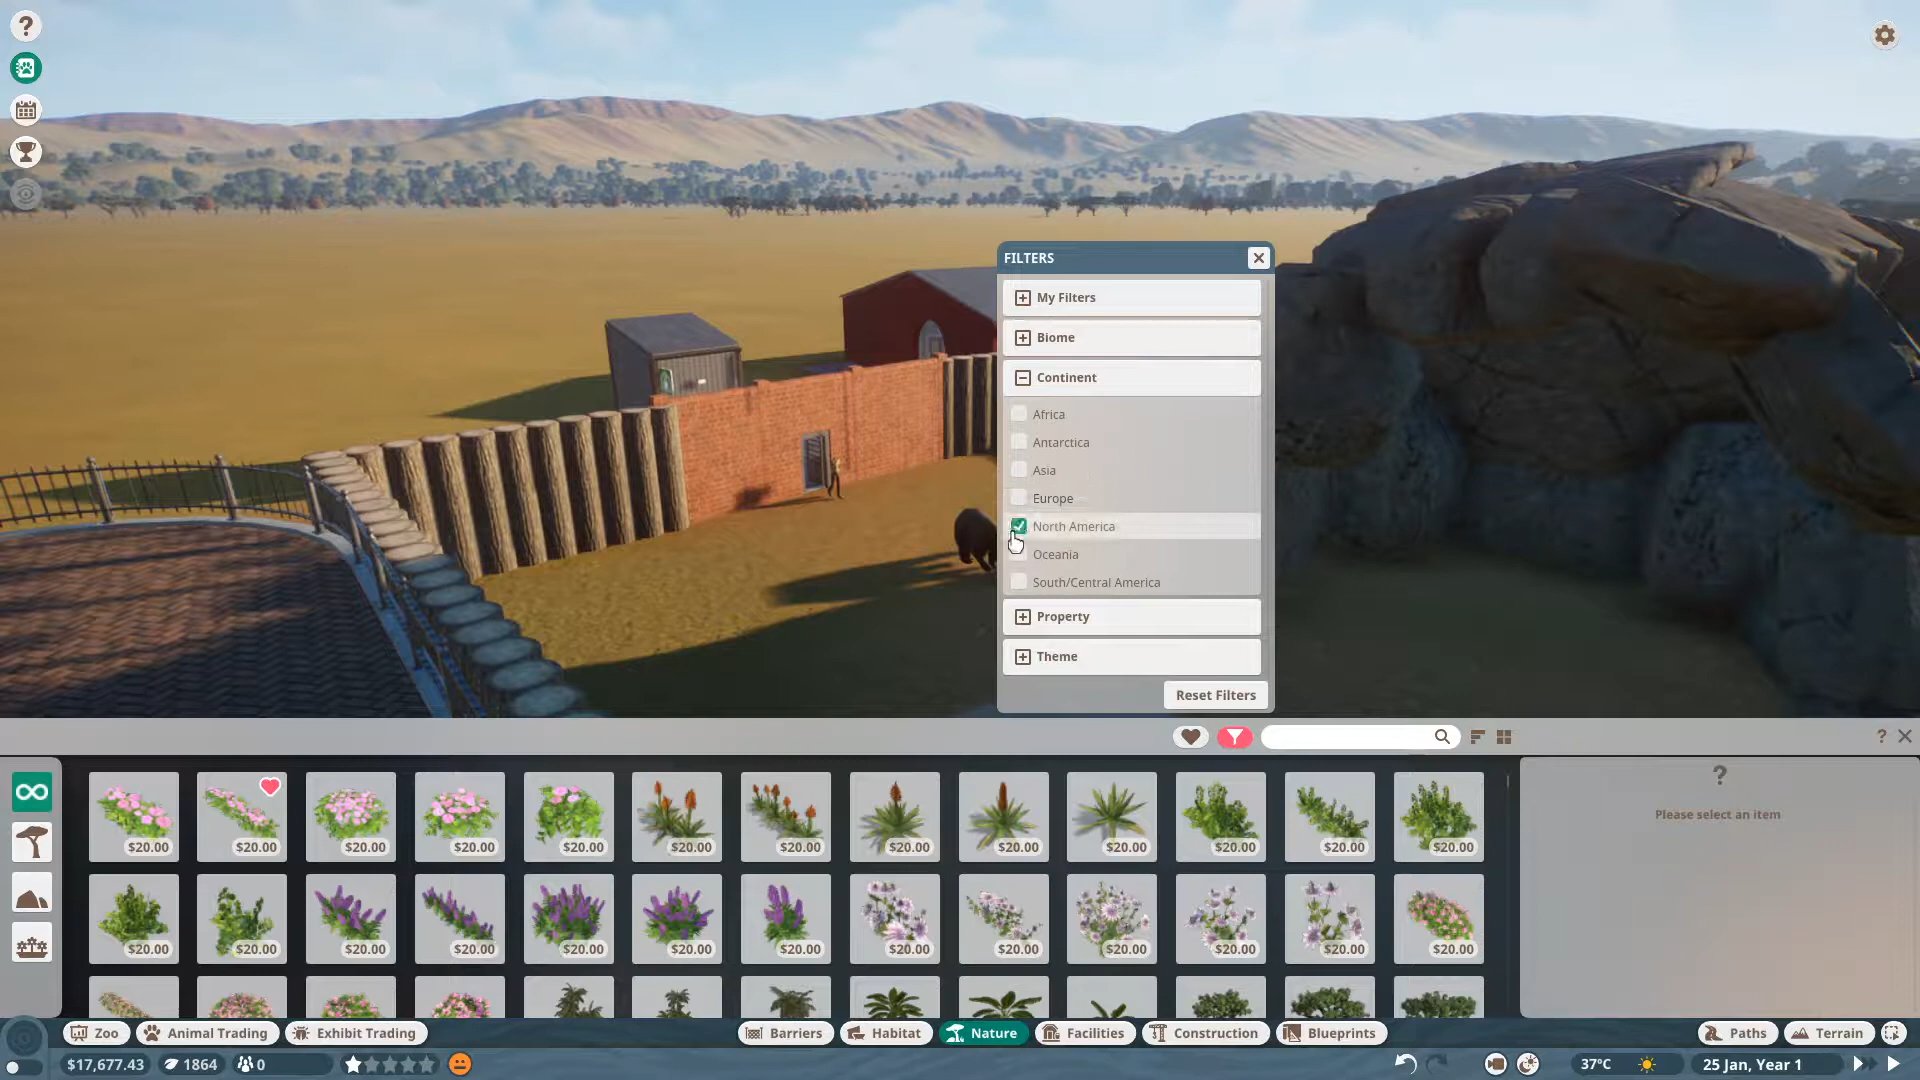 ?
FILTERS
My Filters
Biome
Continent
Africa
Antarctica
Asia
Europe
North America
Oceania
South/Central America
Property
Theme
Reset Filters
?
?
Please select an item
$20.00 $20.00 $20.00 $20.00 $20.00 $20.00 $20.00 $20.00 $20.00 $20.00 $20.00 $20.00 $20.00
$20.00 $20.00 $20.00 $20.00 $20.00 $20.00 $20.00 $20.00 $20.00 $20.00 $20.00 $20.00 $20.00
Zoo Animal Trading Exhibit Trading Barriers Habitat Nature Facilities Construction Blueprints Paths Terrain
$17,677.43 1864 0 37°C 25 Jan, Year 1